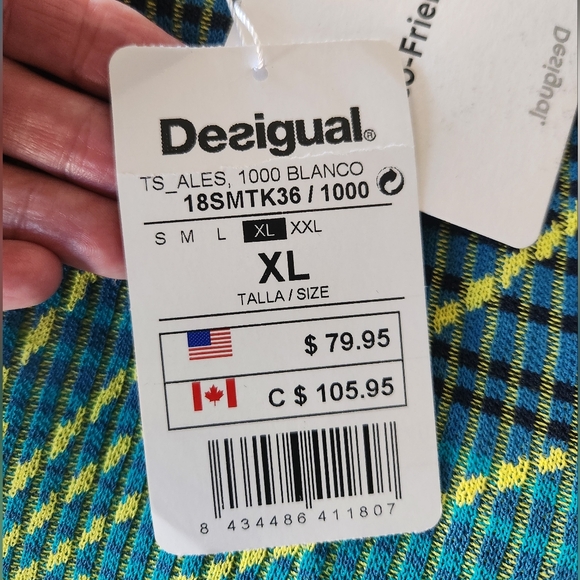 Desigual®
TS_ALES, 1000 BLANCO
18SMTK36 / 1000
S M L XL XXL
XL
TALLA / SIZE
$ 79.95
C $ 105.95
8 434486 411807
o-Frien
Desigual.